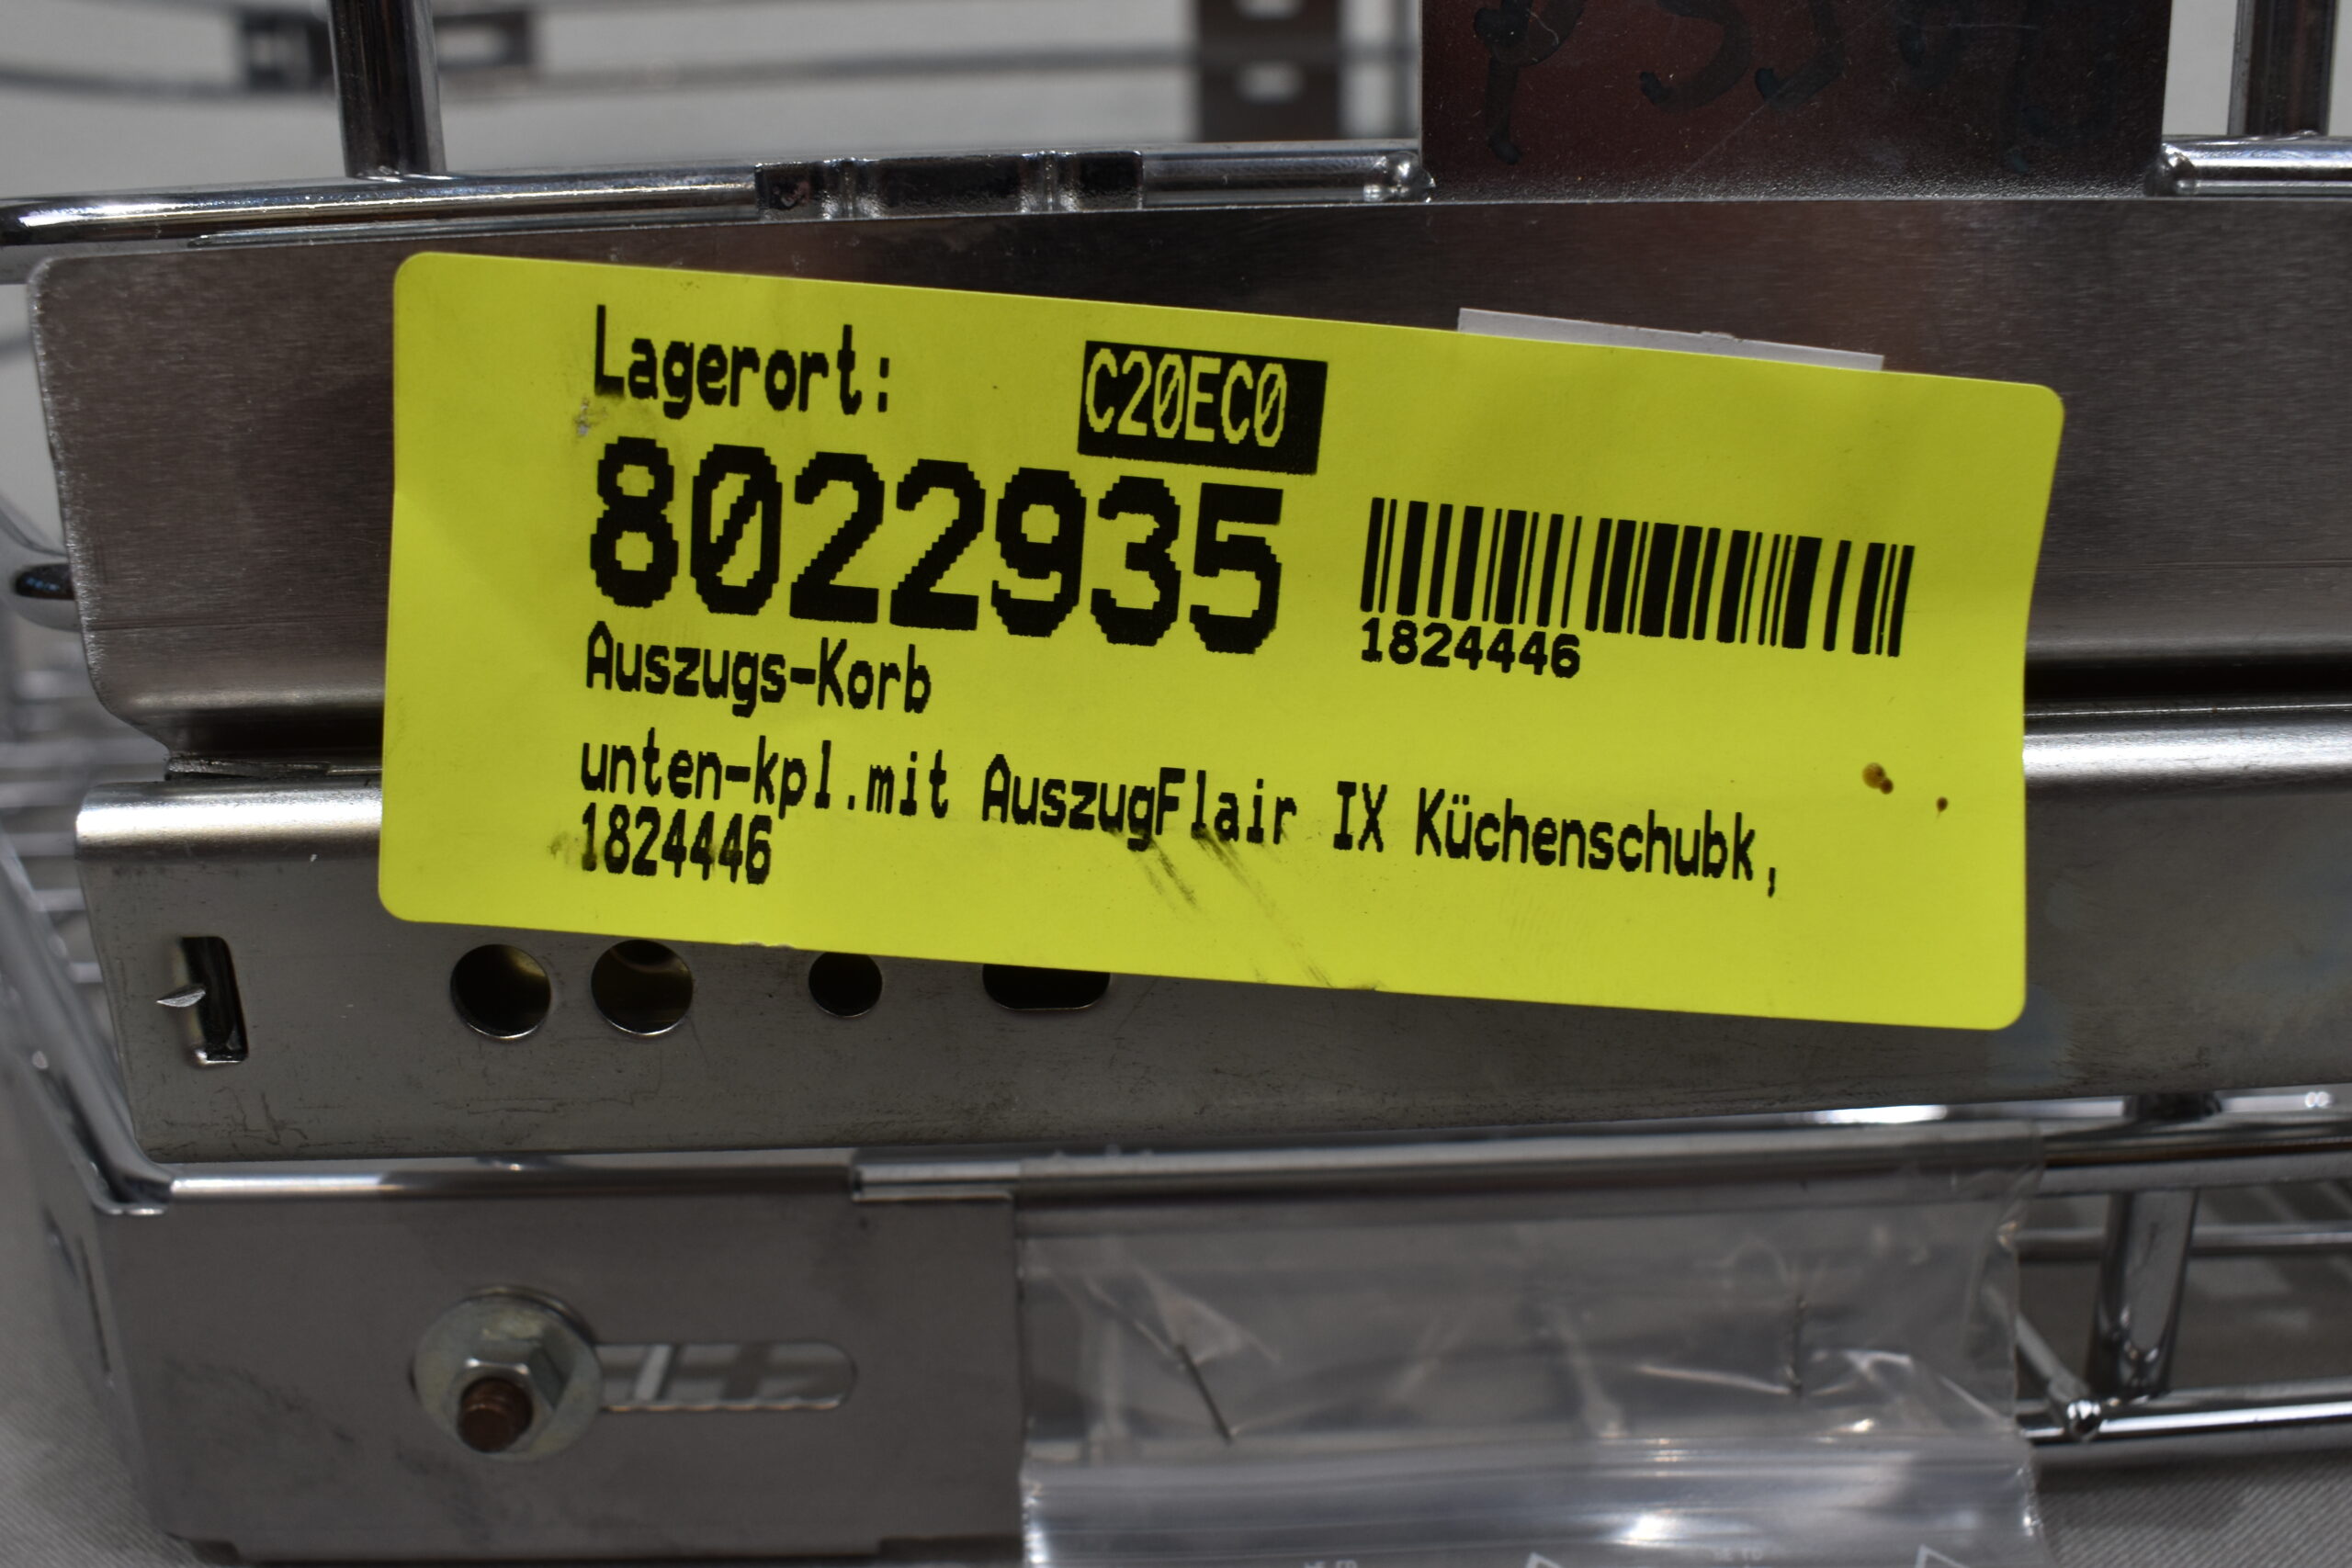 Lagerort: C20EC0
8022935
1824446
Auszugs-Korb
unten-kpl.mit AuszugFlair IX Küchenschubk,
1824446